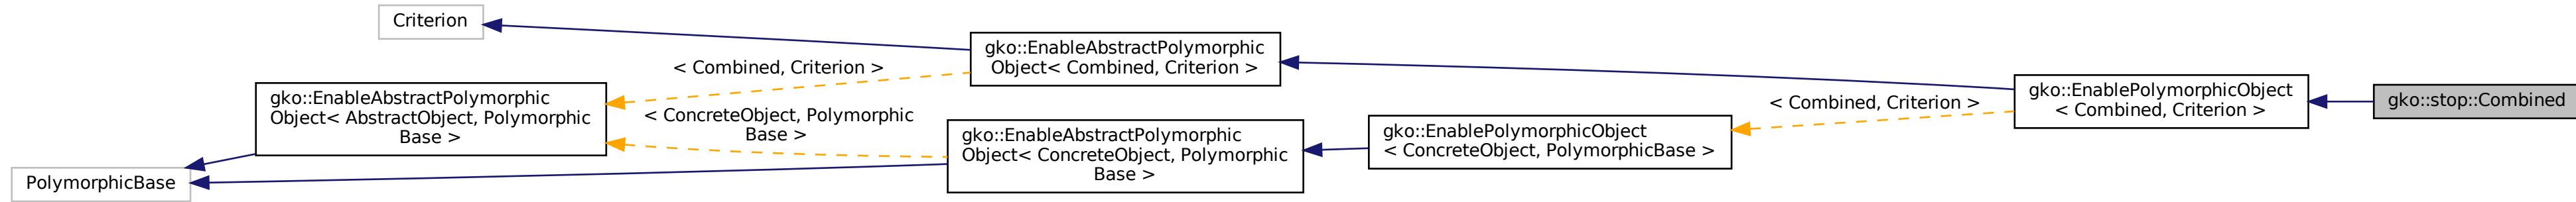 Criterion
gko::EnableAbstractPolymorphic
Object< Combined, Criterion >
< Combined, Criterion >
gko::EnableAbstractPolymorphic
Object< AbstractObject, Polymorphic
Base >
< ConcreteObject, Polymorphic
Base >
gko::EnableAbstractPolymorphic
Object< ConcreteObject, Polymorphic
Base >
gko::EnablePolymorphicObject
< ConcreteObject, PolymorphicBase >
< Combined, Criterion >
gko::EnablePolymorphicObject
< Combined, Criterion >
gko::stop::Combined
PolymorphicBase